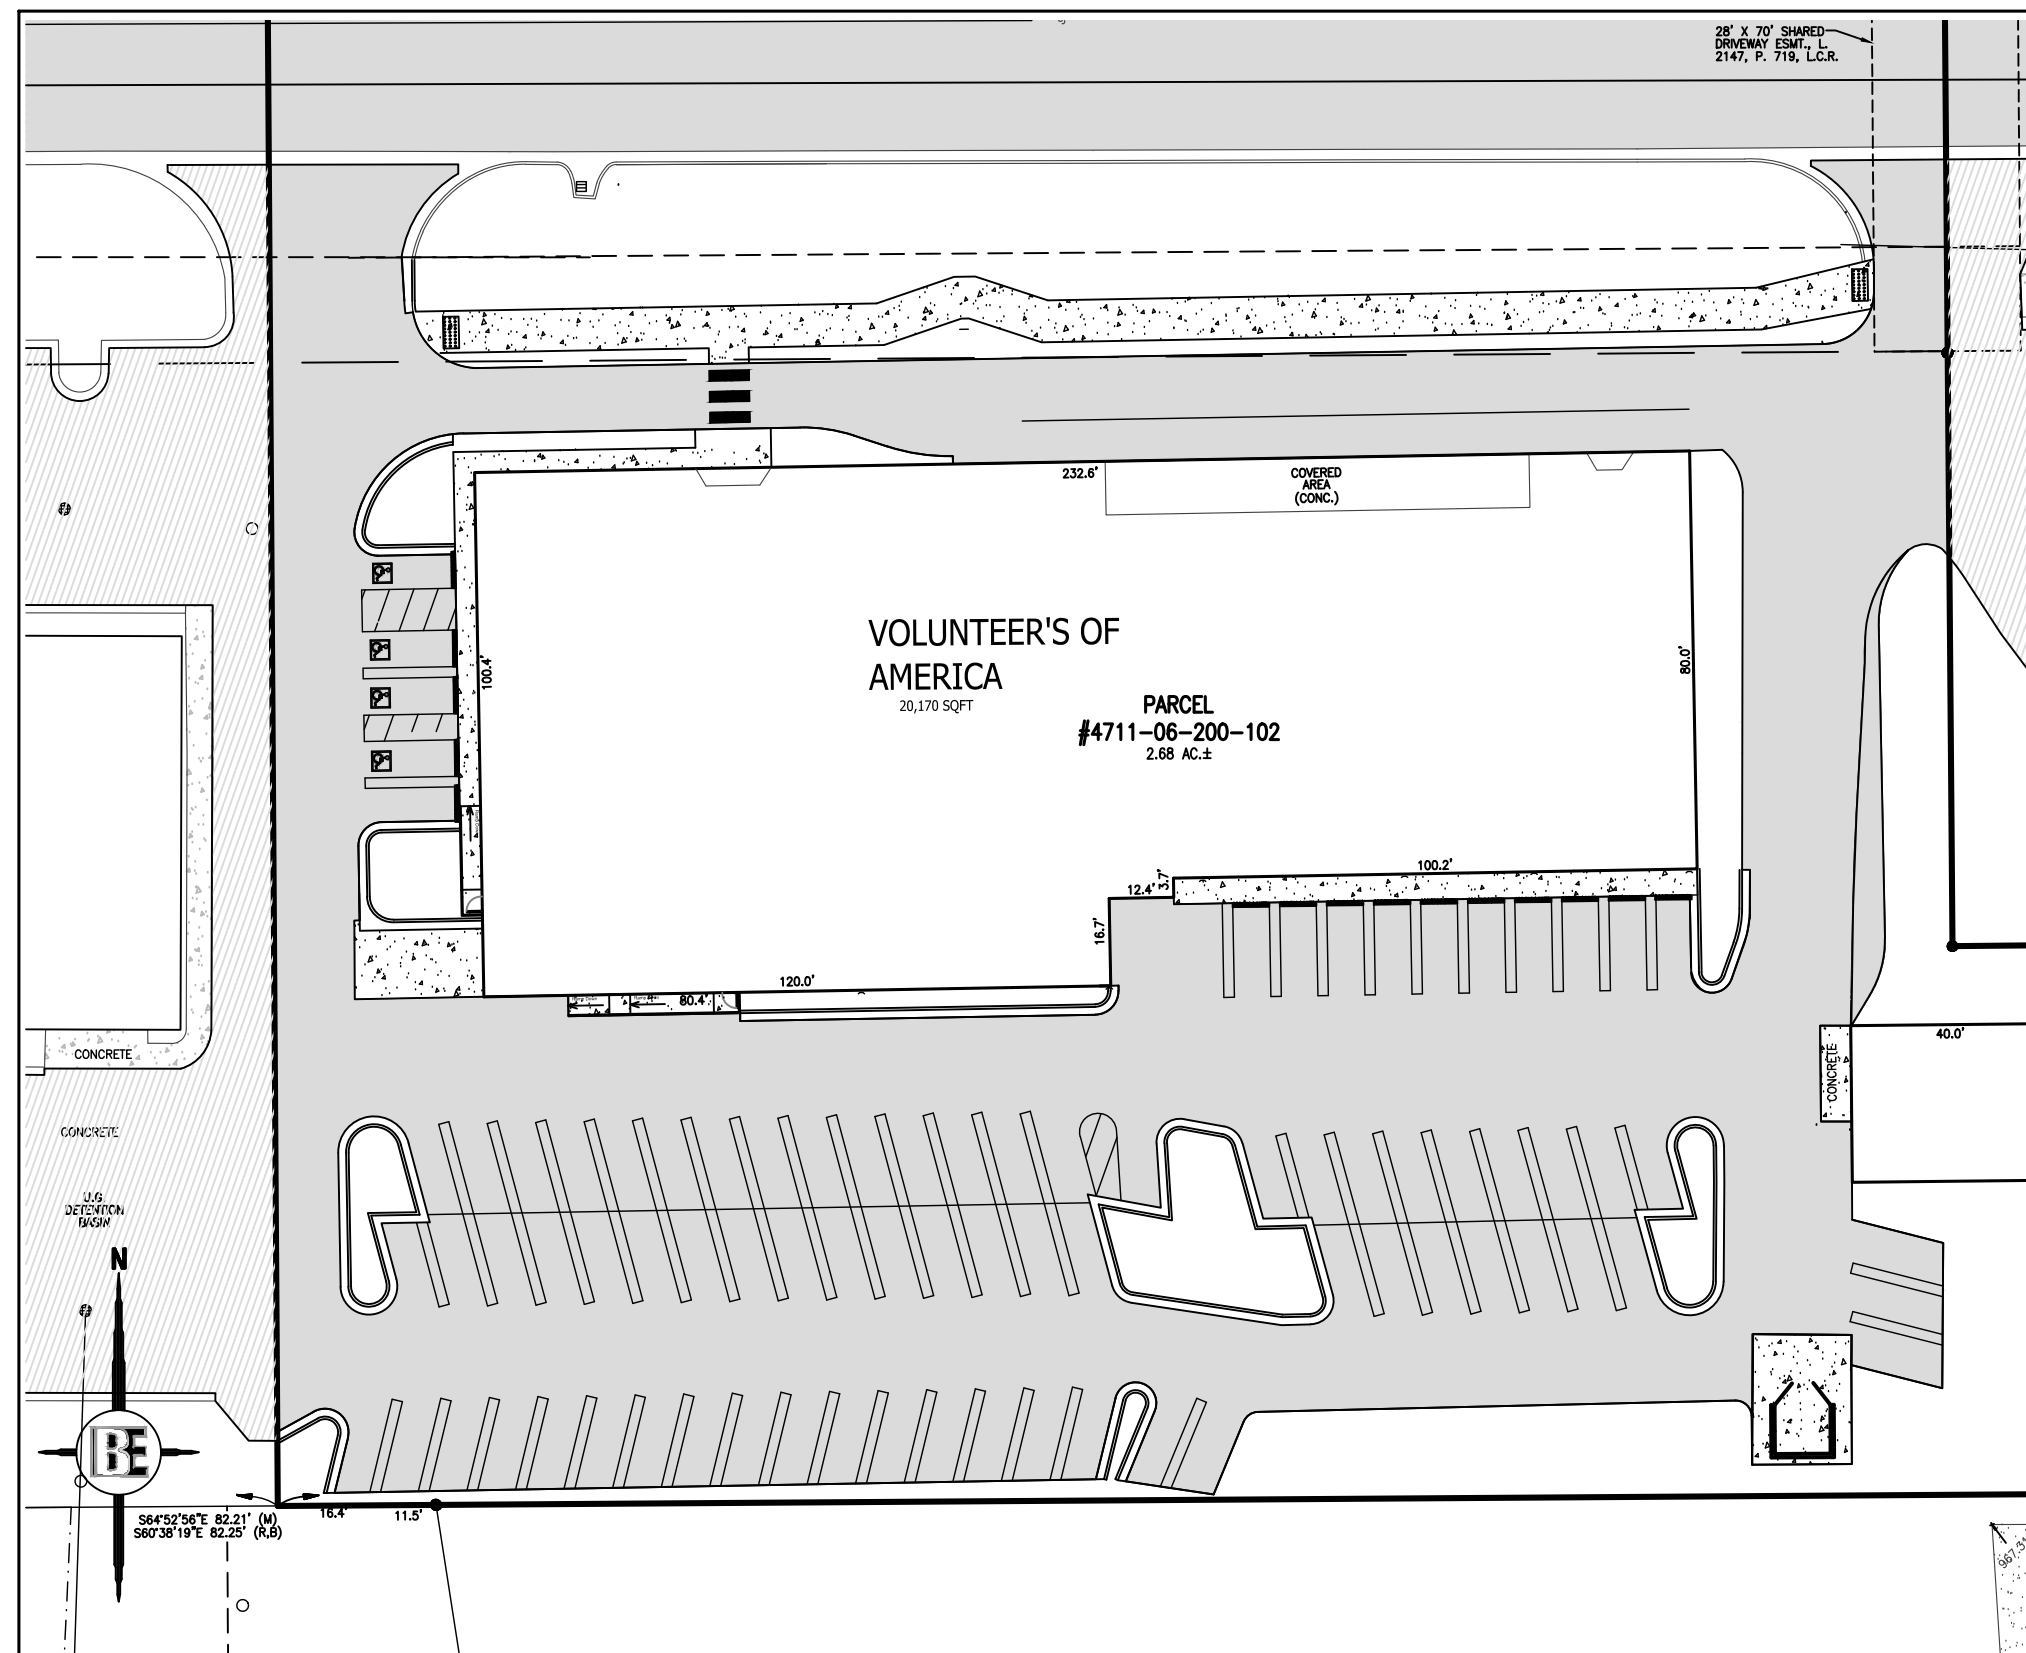 28' X 70' SHARED
DRIVEWAY ESMT., L.
2147, P. 719, L.C.R.
232.6'
COVERED
AREA
(CONC.)
VOLUNTEER'S OF
AMERICA
20,170 SQFT
100.4'
80.0'
PARCEL
#4711-06-200-102
2.68 AC.±
100.2'
3.7'
12.4'
16.7'
120.0'
80.4'
CONCRETE
40.0'
CONCRETE
CONCRETE
U.G.
DETENTION
BASIN
N
BE
16.4'
11.5'
S64°52'56"E 82.21' (M)
S60°38'19"E 82.25' (R,B)